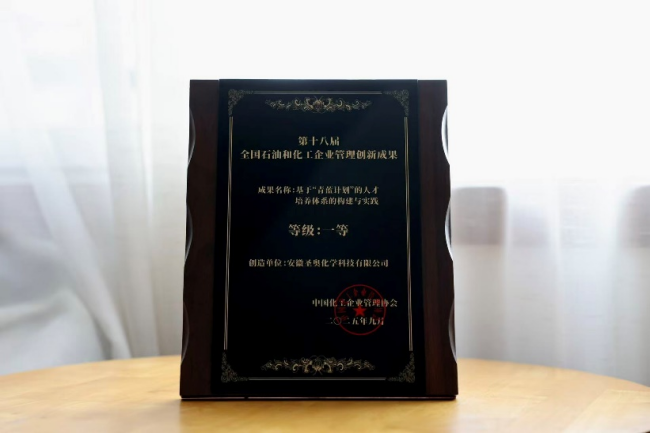 第十八届
全国石油和化工企业管理创新成果
成果名称:基于“青蓝计划”的人才
培养体系的构建与实践
等级:一等
创造单位:安徽圣奥化学科技有限公司
中国化工企业管理协会
二〇二五年九月